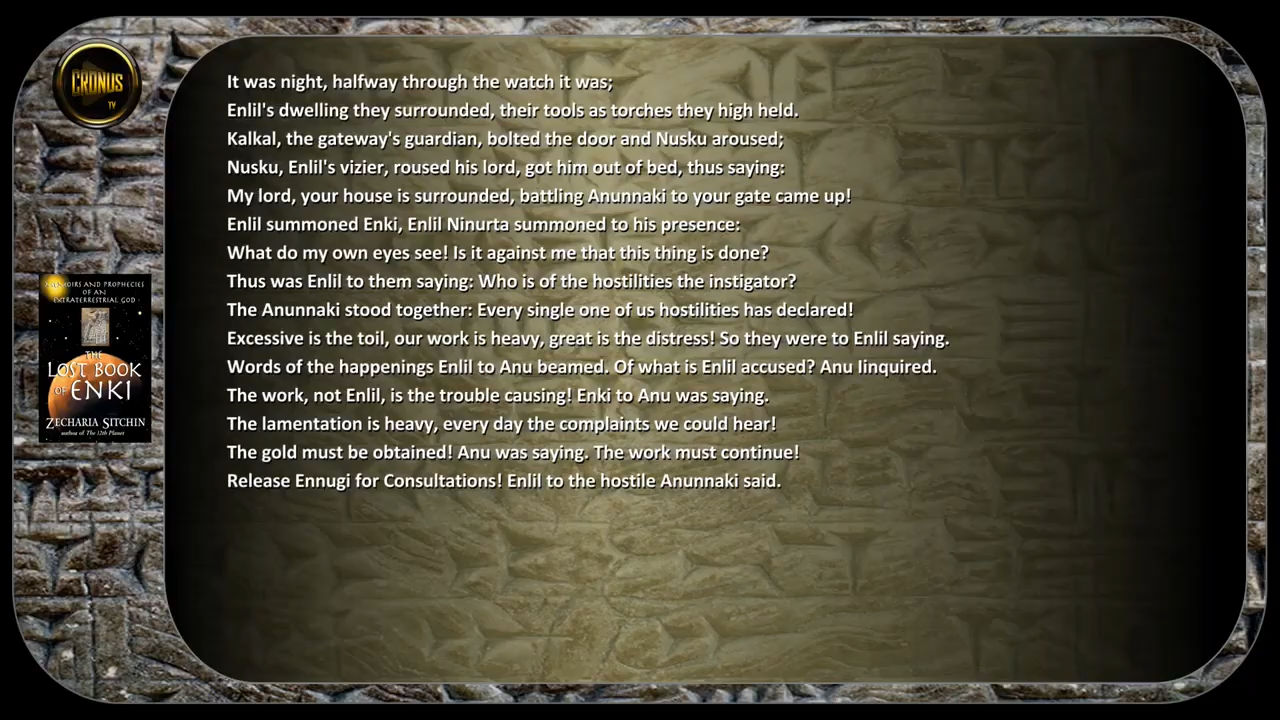 CRONUS
TV
It was night, halfway through the watch it was;
Enlil's dwelling they surrounded, their tools as torches they high held.
Kalkal, the gateway's guardian, bolted the door and Nusku aroused;
Nusku, Enlil's vizier, roused his lord, got him out of bed, thus saying:
My lord, your house is surrounded, battling Anunnaki to your gate came up!
Enlil summoned Enki, Enlil Ninurta summoned to his presence:
What do my own eyes see! Is it against me that this thing is done?
Thus was Enlil to them saying: Who is of the hostilities the instigator?
The Anunnaki stood together: Every single one of us hostilities has declared!
Excessive is the toil, our work is heavy, great is the distress! So they were to Enlil saying.
Words of the happenings Enlil to Anu beamed. Of what is Enlil accused? Anu Iinquired.
The work, not Enlil, is the trouble causing! Enki to Anu was saying.
The lamentation is heavy, every day the complaints we could hear!
The gold must be obtained! Anu was saying. The work must continue!
Release Ennugi for Consultations! Enlil to the hostile Anunnaki said.
MEMOIRS AND PROPHECIES
OF AN
EXTRATERRESTRIAL GOD
THE
LOST BOOK
OF ENKI
ZECHARIA SITCHIN
author of The 12th Planet